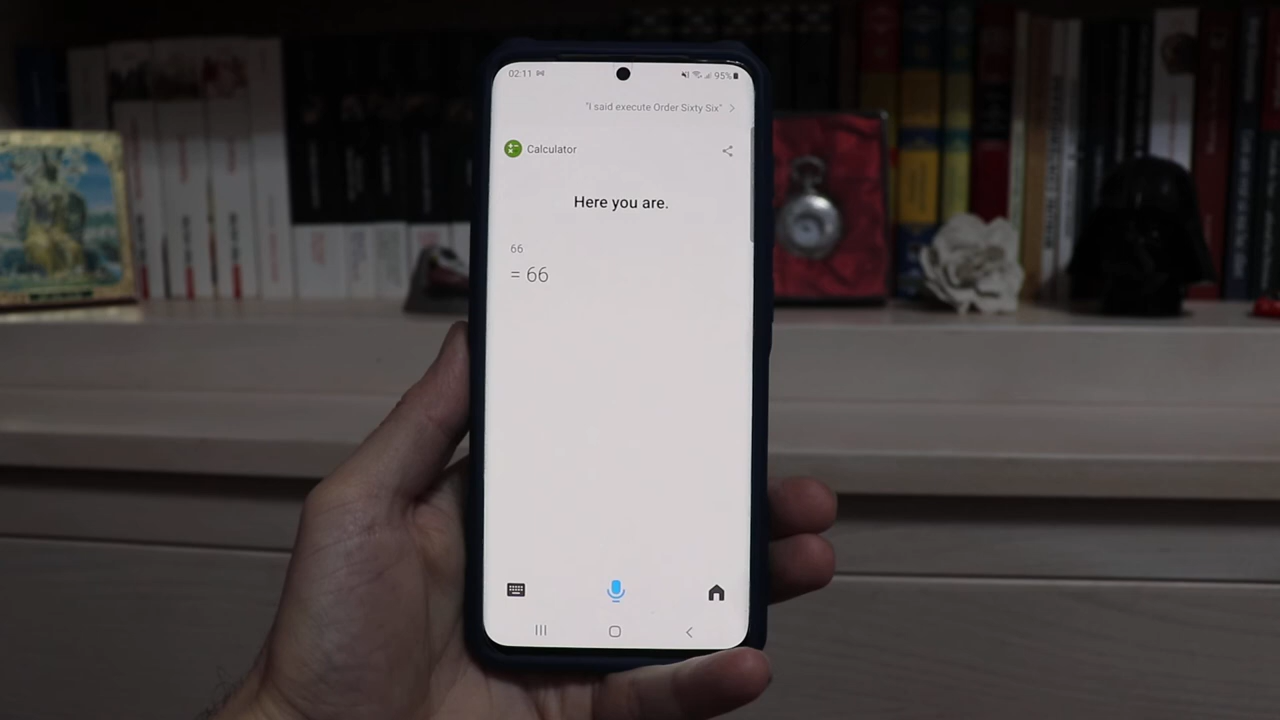 02:11
95%
"I said execute Order Sixty Six"
Calculator
Here you are.
66
= 66